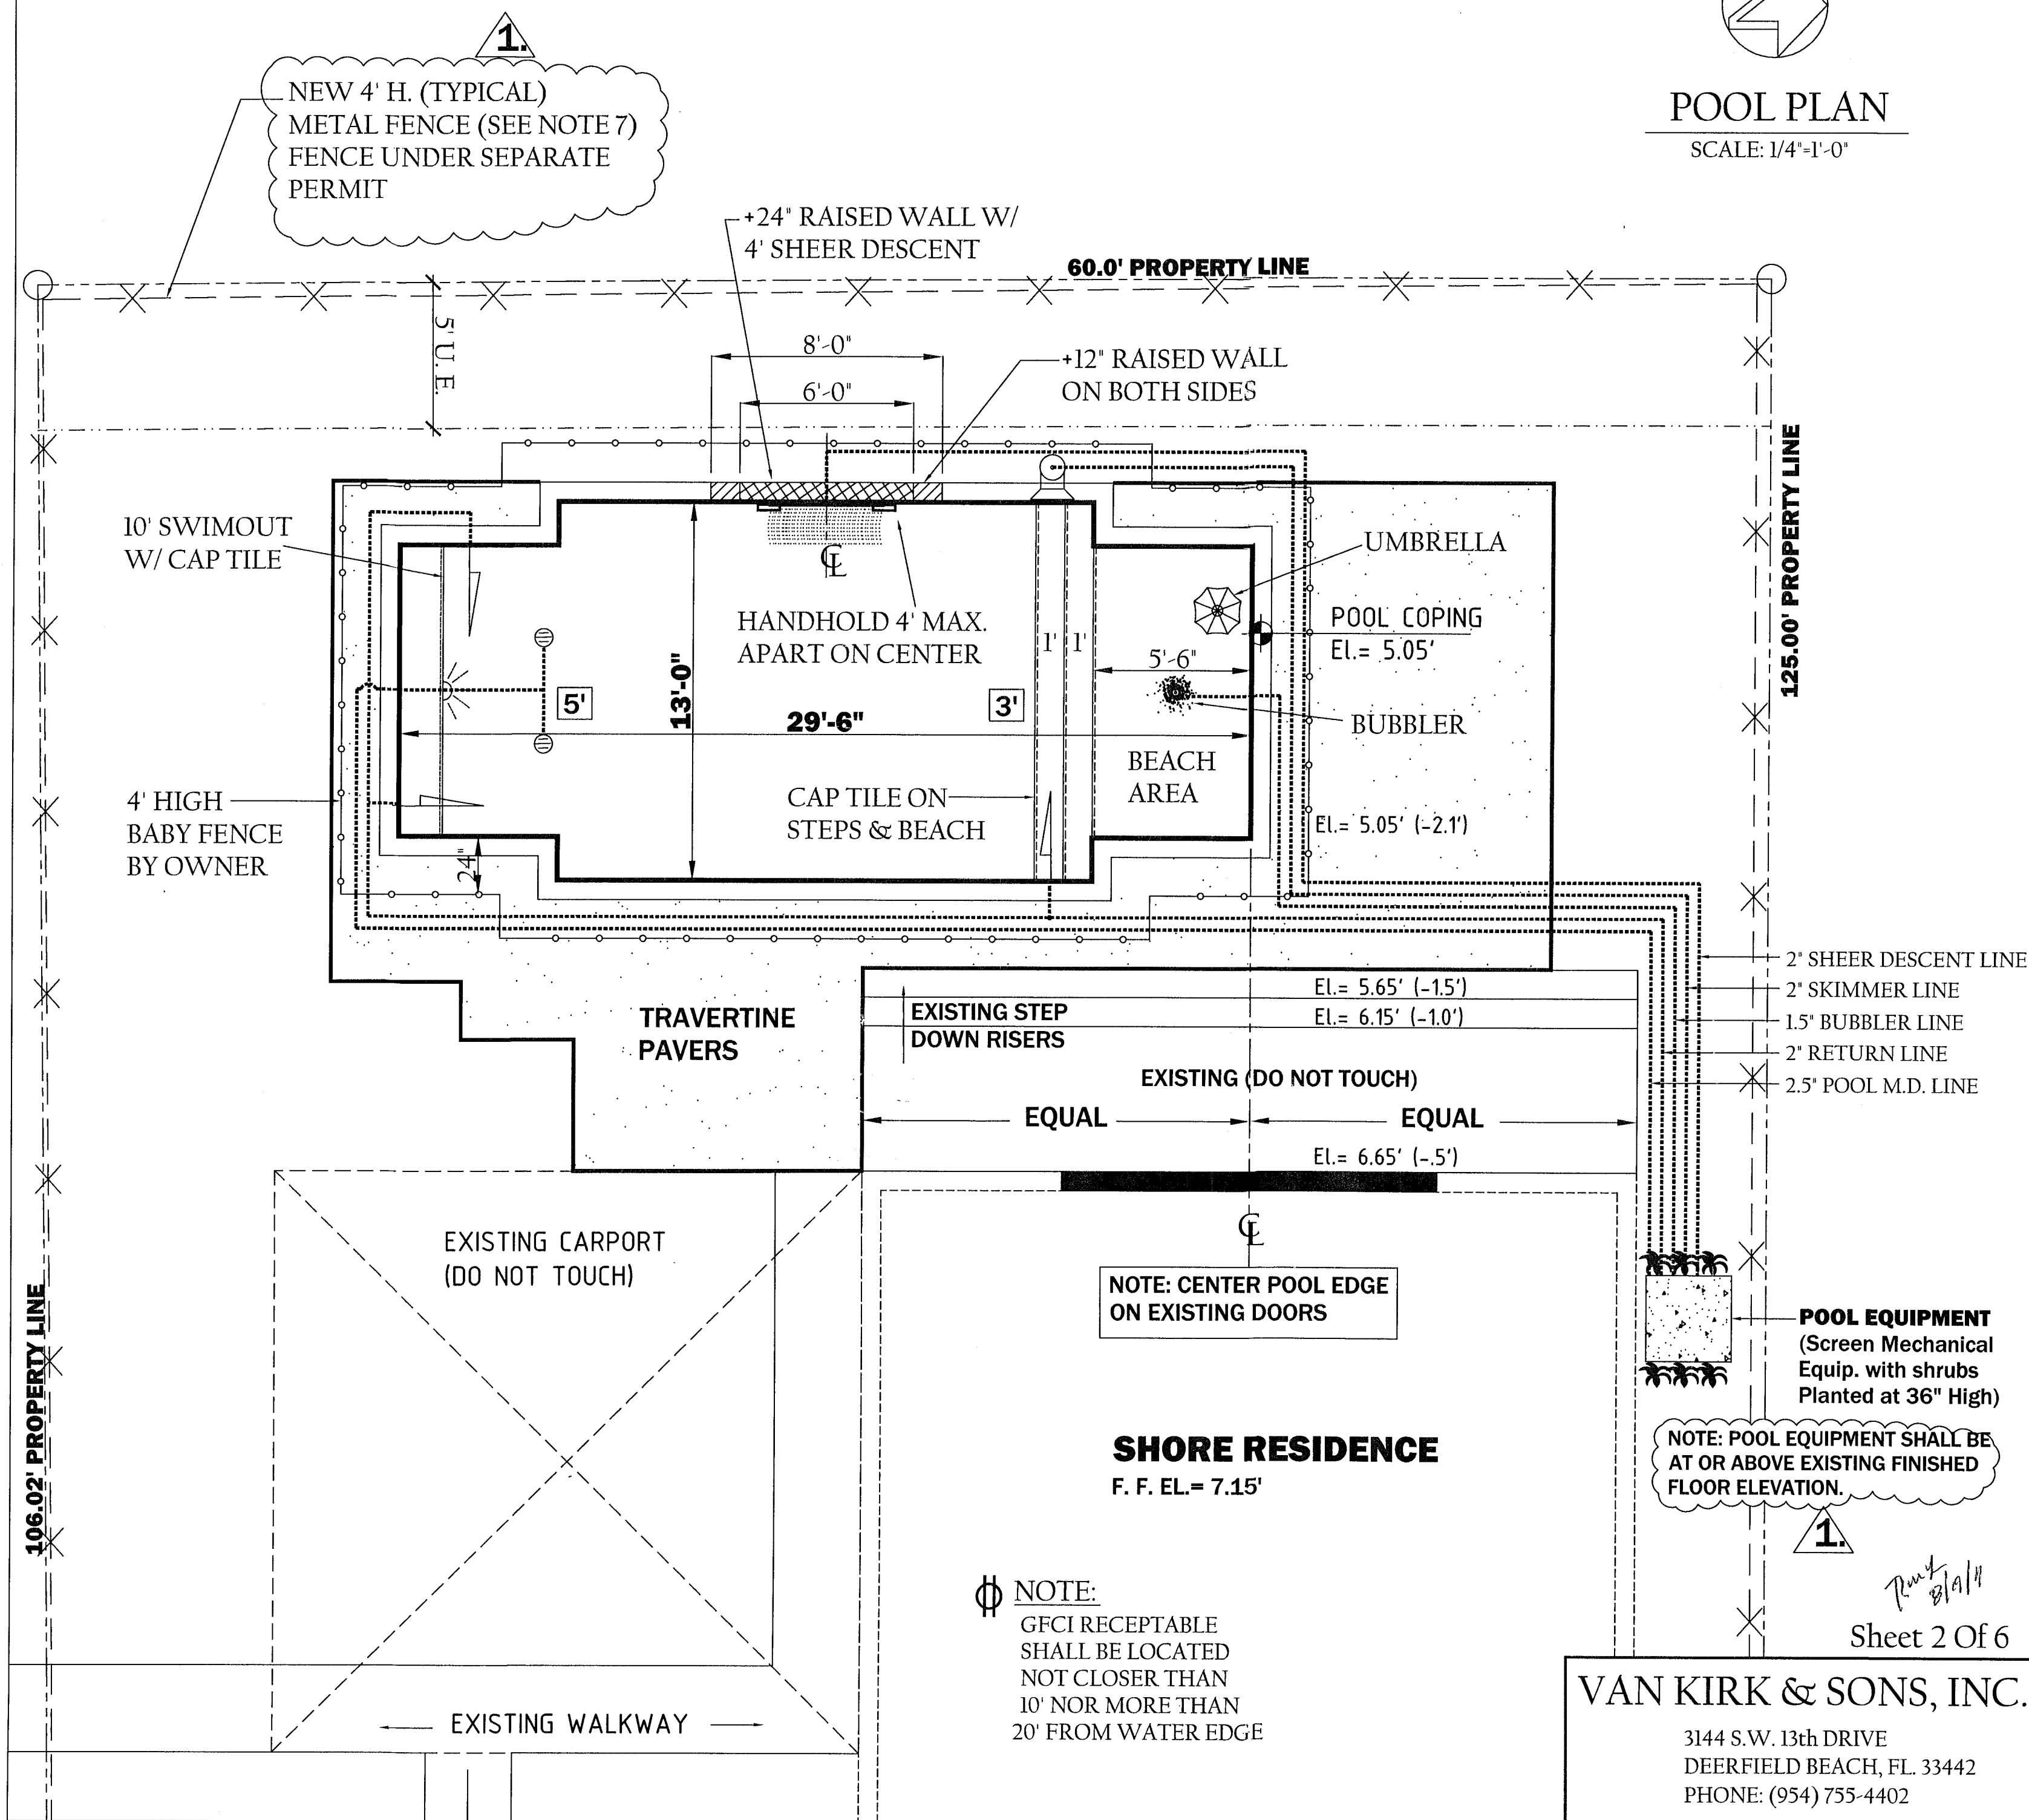 1.
NEW 4' H. (TYPICAL)
METAL FENCE (SEE NOTE 7)
FENCE UNDER SEPARATE
PERMIT
POOL PLAN
SCALE: 1/4"=1'-0"
+24" RAISED WALL W/
4' SHEER DESCENT
60.0' PROPERTY LINE
5' U. E.
8'-0"
6'-0"
+12" RAISED WALL
ON BOTH SIDES
125.00' PROPERTY LINE
10' SWIMOUT
W/ CAP TILE
CL
UMBRELLA
HANDHOLD 4' MAX.
APART ON CENTER
1'
1'
POOL COPING
El.= 5.05'
5'-6"
5'
13'-0"
29'-6"
3'
BUBBLER
BEACH
AREA
4' HIGH
BABY FENCE
BY OWNER
CAP TILE ON
STEPS & BEACH
El.= 5.05' (-2.1')
24"
2" SHEER DESCENT LINE
2" SKIMMER LINE
1.5" BUBBLER LINE
2" RETURN LINE
2.5" POOL M.D. LINE
TRAVERTINE
PAVERS
EXISTING STEP
DOWN RISERS
El.= 5.65' (-1.5')
El.= 6.15' (-1.0')
EXISTING (DO NOT TOUCH)
EQUAL
EQUAL
El.= 6.65' (-.5')
CL
EXISTING CARPORT
(DO NOT TOUCH)
NOTE: CENTER POOL EDGE
ON EXISTING DOORS
106.02' PROPERTY LINE
POOL EQUIPMENT
(Screen Mechanical
Equip. with shrubs
Planted at 36" High)
SHORE RESIDENCE
F. F. EL.= 7.15'
NOTE: POOL EQUIPMENT SHALL BE
AT OR ABOVE EXISTING FINISHED
FLOOR ELEVATION.
1.
NOTE:
GFCI RECEPTABLE
SHALL BE LOCATED
NOT CLOSER THAN
10' NOR MORE THAN
20' FROM WATER EDGE
EXISTING WALKWAY
Sheet 2 Of 6
VAN KIRK & SONS, INC.
3144 S.W. 13th DRIVE
DEERFIELD BEACH, FL. 33442
PHONE: (954) 755-4402